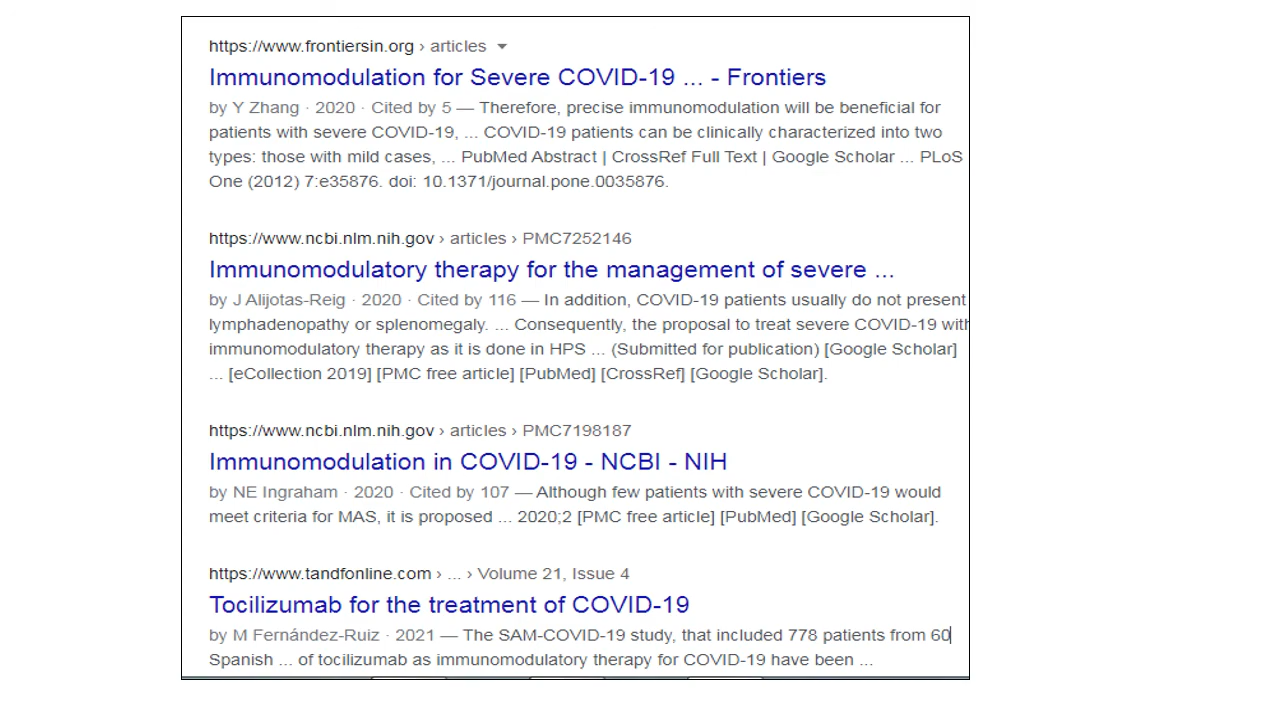 https://www.frontiersin.org › articles
Immunomodulation for Severe COVID-19 ... - Frontiers
by Y Zhang · 2020 · Cited by 5 — Therefore, precise immunomodulation will be beneficial for
patients with severe COVID-19, ... COVID-19 patients can be clinically characterized into two
types: those with mild cases, ... PubMed Abstract | CrossRef Full Text | Google Scholar ... PLoS
One (2012) 7:e35876. doi: 10.1371/journal.pone.0035876.
https://www.ncbi.nlm.nih.gov › articles › PMC7252146
Immunomodulatory therapy for the management of severe ...
by J Alijotas-Reig · 2020 · Cited by 116 — In addition, COVID-19 patients usually do not present
lymphadenopathy or splenomegaly. ... Consequently, the proposal to treat severe COVID-19 with
immunomodulatory therapy as it is done in HPS ... (Submitted for publication) [Google Scholar]
... [eCollection 2019] [PMC free article] [PubMed] [CrossRef] [Google Scholar].
https://www.ncbi.nlm.nih.gov › articles › PMC7198187
Immunomodulation in COVID-19 - NCBI - NIH
by NE Ingraham · 2020 · Cited by 107 — Although few patients with severe COVID-19 would
meet criteria for MAS, it is proposed ... 2020;2 [PMC free article] [PubMed] [Google Scholar].
https://www.tandfonline.com › ... › Volume 21, Issue 4
Tocilizumab for the treatment of COVID-19
by M Fernández-Ruiz · 2021 — The SAM-COVID-19 study, that included 778 patients from 60
Spanish ... of tocilizumab as immunomodulatory therapy for COVID-19 have been ...